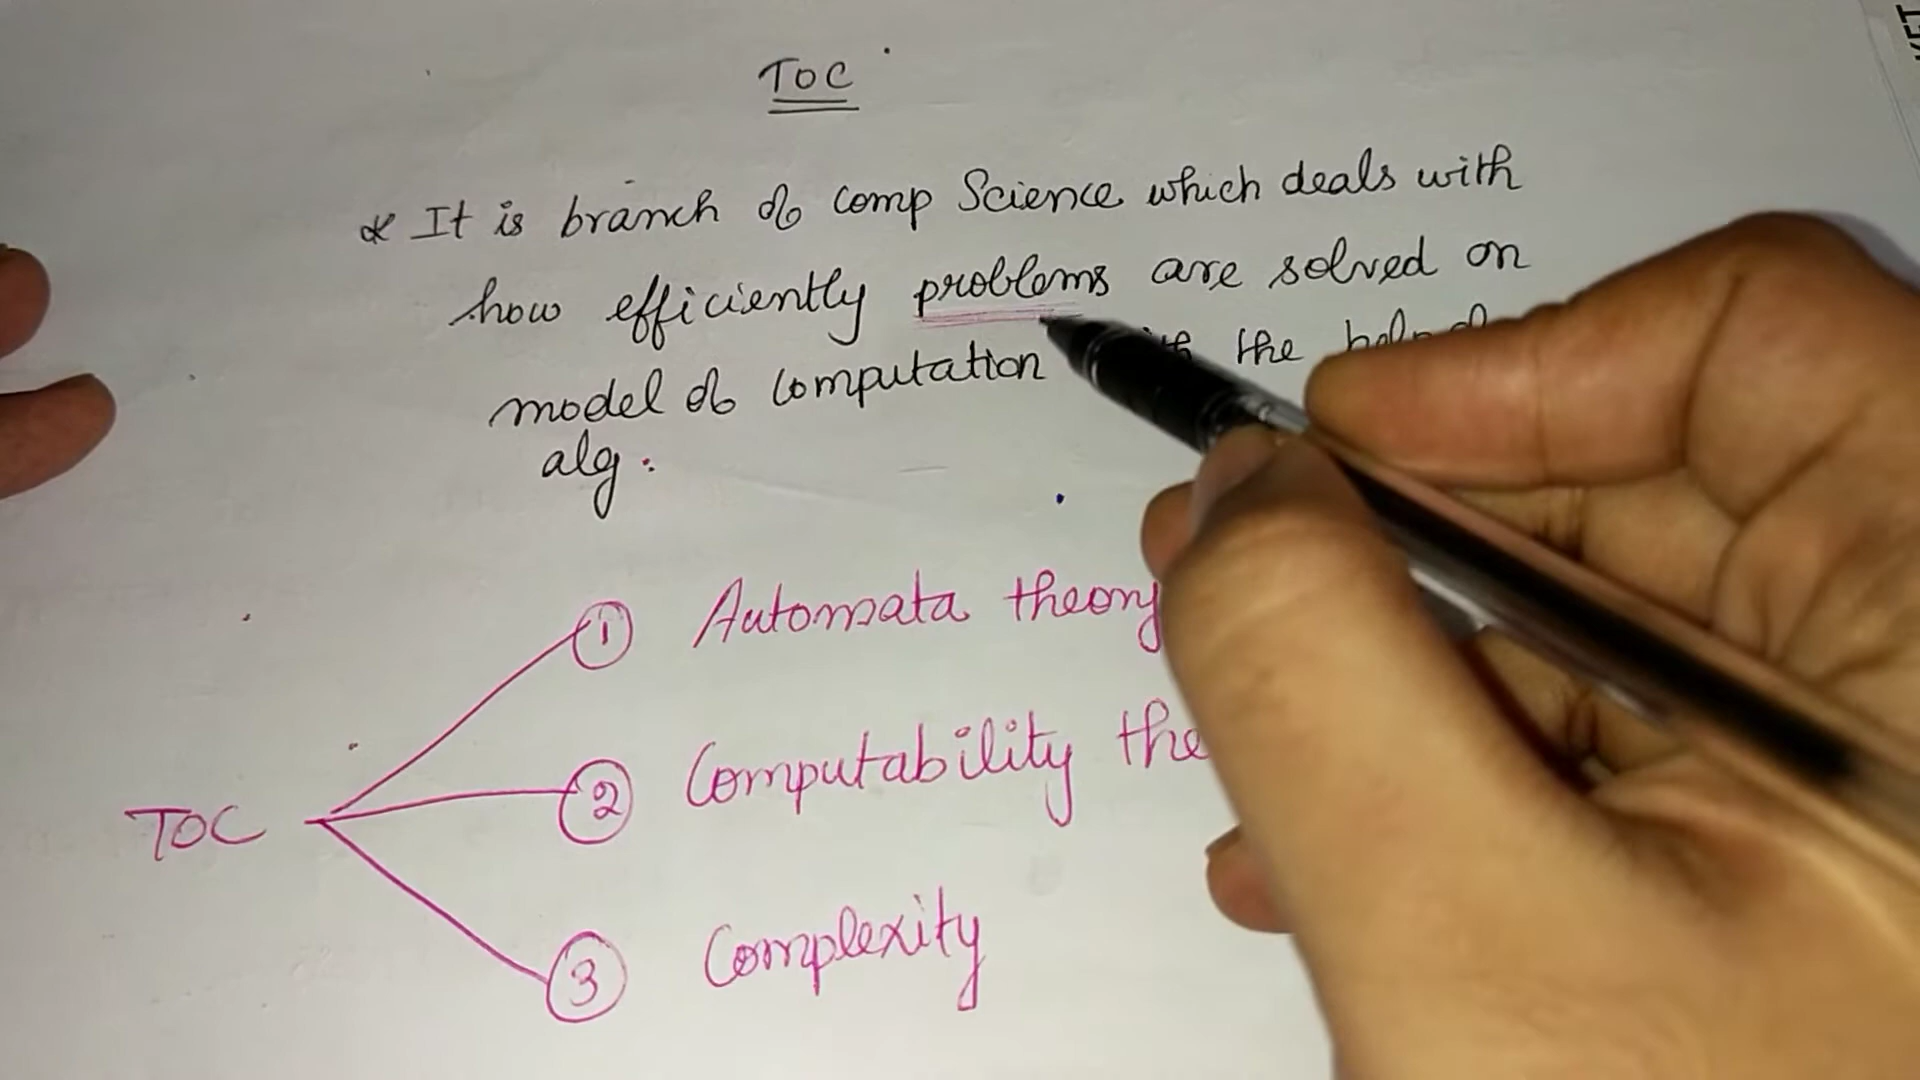 TOC
* It is branch of comp Science which deals with
how efficiently problems are solved on
model of computation the
alg.
1 Automata theory
2 Computability the
TOC
3 Complexity